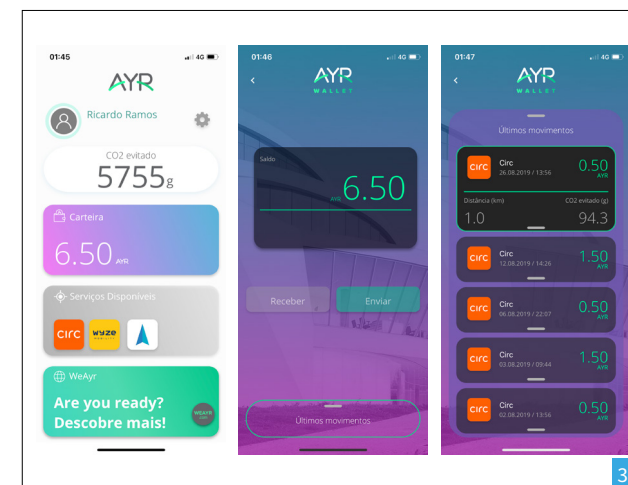 01:45
4G
AYR
Ricardo Ramos
CO2 evitado
5755g
Carteira
6.50 AYR
Serviços Disponíveis
circ
wyze
WeAyr
Are you ready?
Descobre mais!
WEAYR
01:46
4G
AYR
WALLET
Saldo
AYR 6.50
Receber
Enviar
Últimos movimentos
01:47
4G
AYR
WALLET
Últimos movimentos
circ
Circ
26.08.2019 / 13:56
0.50
AYR
Distância (km)
CO2 evitado (g)
1.0
94.3
circ
Circ
12.08.2019 / 14:26
1.50
AYR
circ
Circ
06.08.2019 / 22:07
0.50
AYR
circ
Circ
03.08.2019 / 09:44
1.50
AYR
circ
Circ
02.08.2019 / 13:56
0.50
AYR
3